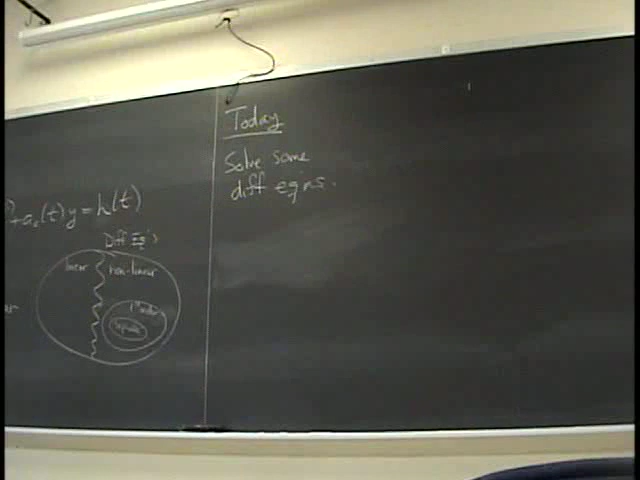 +a₀(t)y = h(t)
Diff Eq's
linear
non-linear
1st order
Today
Solve some
diff eqns.